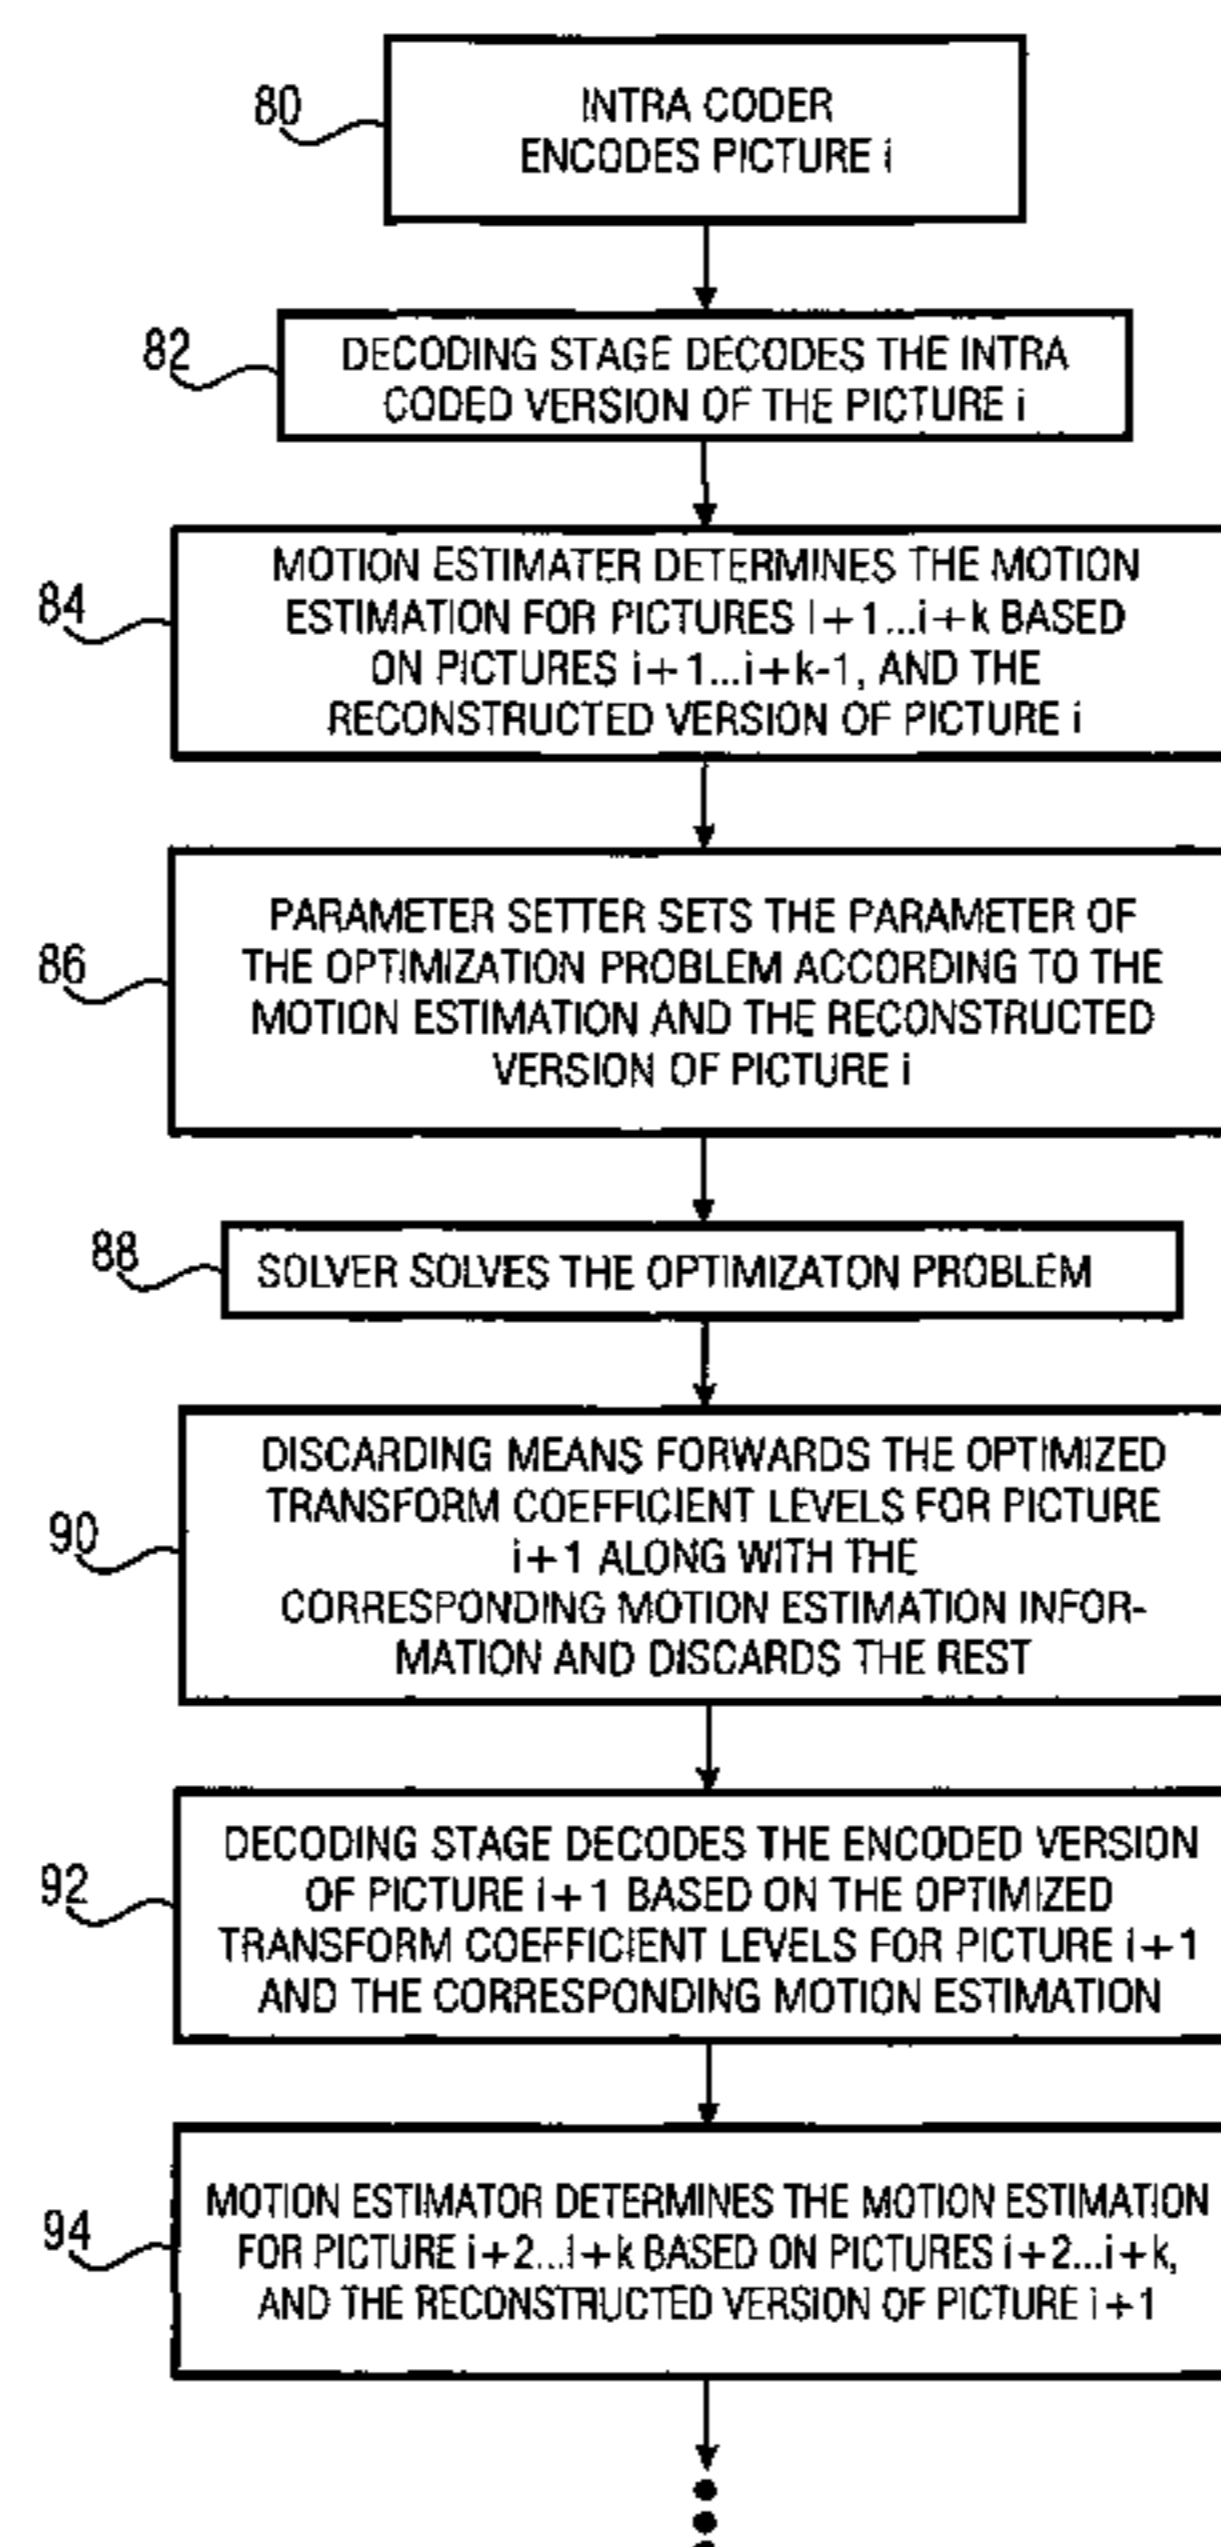 80
INTRA CODER
ENCODES PICTURE i
82
DECODING STAGE DECODES THE INTRA
CODED VERSION OF THE PICTURE i
84
MOTION ESTIMATER DETERMINES THE MOTION
ESTIMATION FOR PICTURES i+1...i+k BASED
ON PICTURES i+1...i+k-1, AND THE
RECONSTRUCTED VERSION OF PICTURE i
86
PARAMETER SETTER SETS THE PARAMETER OF
THE OPTIMIZATION PROBLEM ACCORDING TO THE
MOTION ESTIMATION AND THE RECONSTRUCTED
VERSION OF PICTURE i
88
SOLVER SOLVES THE OPTIMIZATON PROBLEM
90
DISCARDING MEANS FORWARDS THE OPTIMIZED
TRANSFORM COEFFICIENT LEVELS FOR PICTURE
i+1 ALONG WITH THE
CORRESPONDING MOTION ESTIMATION INFOR-
MATION AND DISCARDS THE REST
92
DECODING STAGE DECODES THE ENCODED VERSION
OF PICTURE i+1 BASED ON THE OPTIMIZED
TRANSFORM COEFFICIENT LEVELS FOR PICTURE i+1
AND THE CORRESPONDING MOTION ESTIMATION
94
MOTION ESTIMATOR DETERMINES THE MOTION ESTIMATION
FOR PICTURE i+2...i+k BASED ON PICTURES i+2...i+k,
AND THE RECONSTRUCTED VERSION OF PICTURE i+1